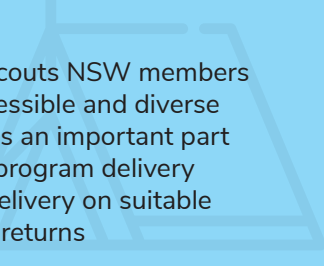 couts NSW members
essible and diverse
s an important part
program delivery
elivery on suitable
returns